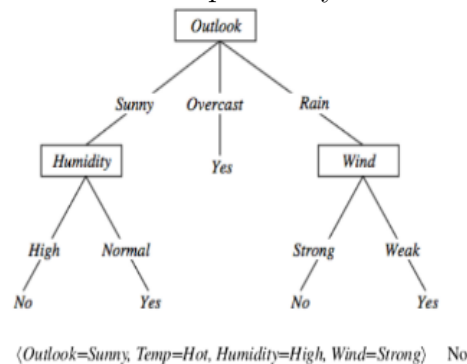 Outlook
Sunny Overcast Rain
Humidity Yes Wind
High Normal Strong Weak
No Yes No Yes
⟨Outlook=Sunny, Temp=Hot, Humidity=High, Wind=Strong⟩ No